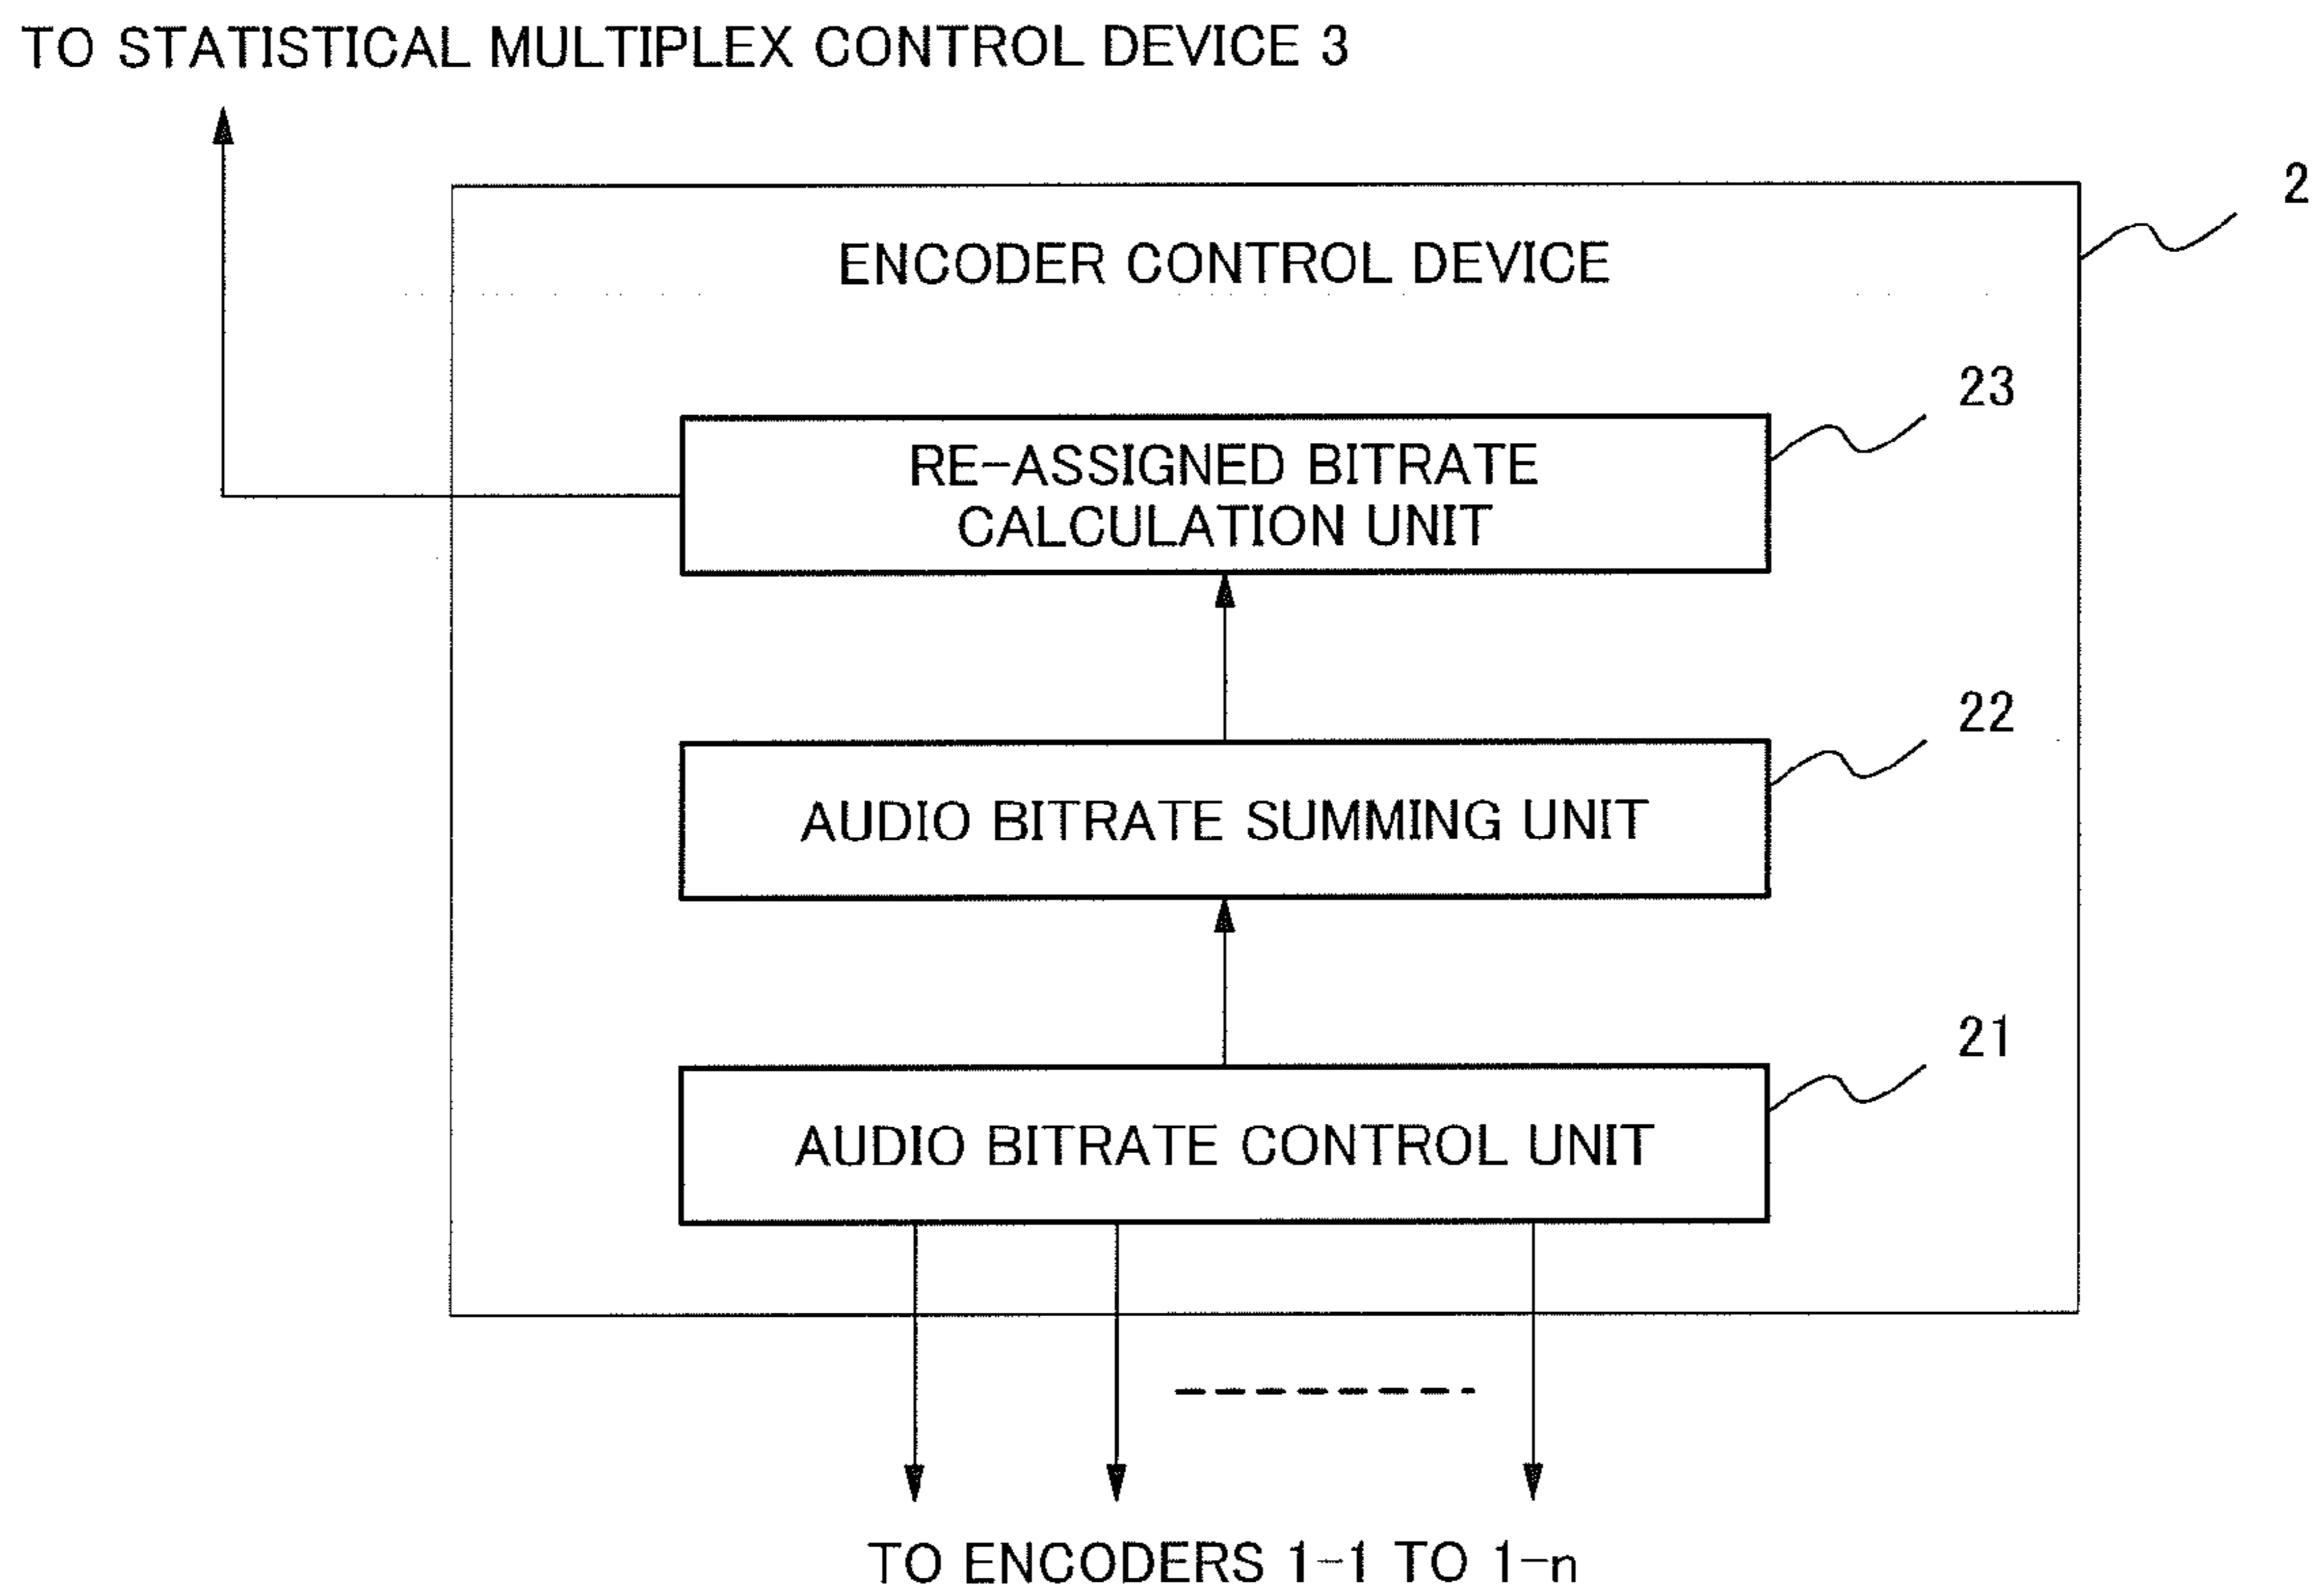 TO STATISTICAL MULTIPLEX CONTROL DEVICE 3
2
ENCODER CONTROL DEVICE
23
RE-ASSIGNED BITRATE
CALCULATION UNIT
22
AUDIO BITRATE SUMMING UNIT
21
AUDIO BITRATE CONTROL UNIT
TO ENCODERS 1-1 TO 1-n